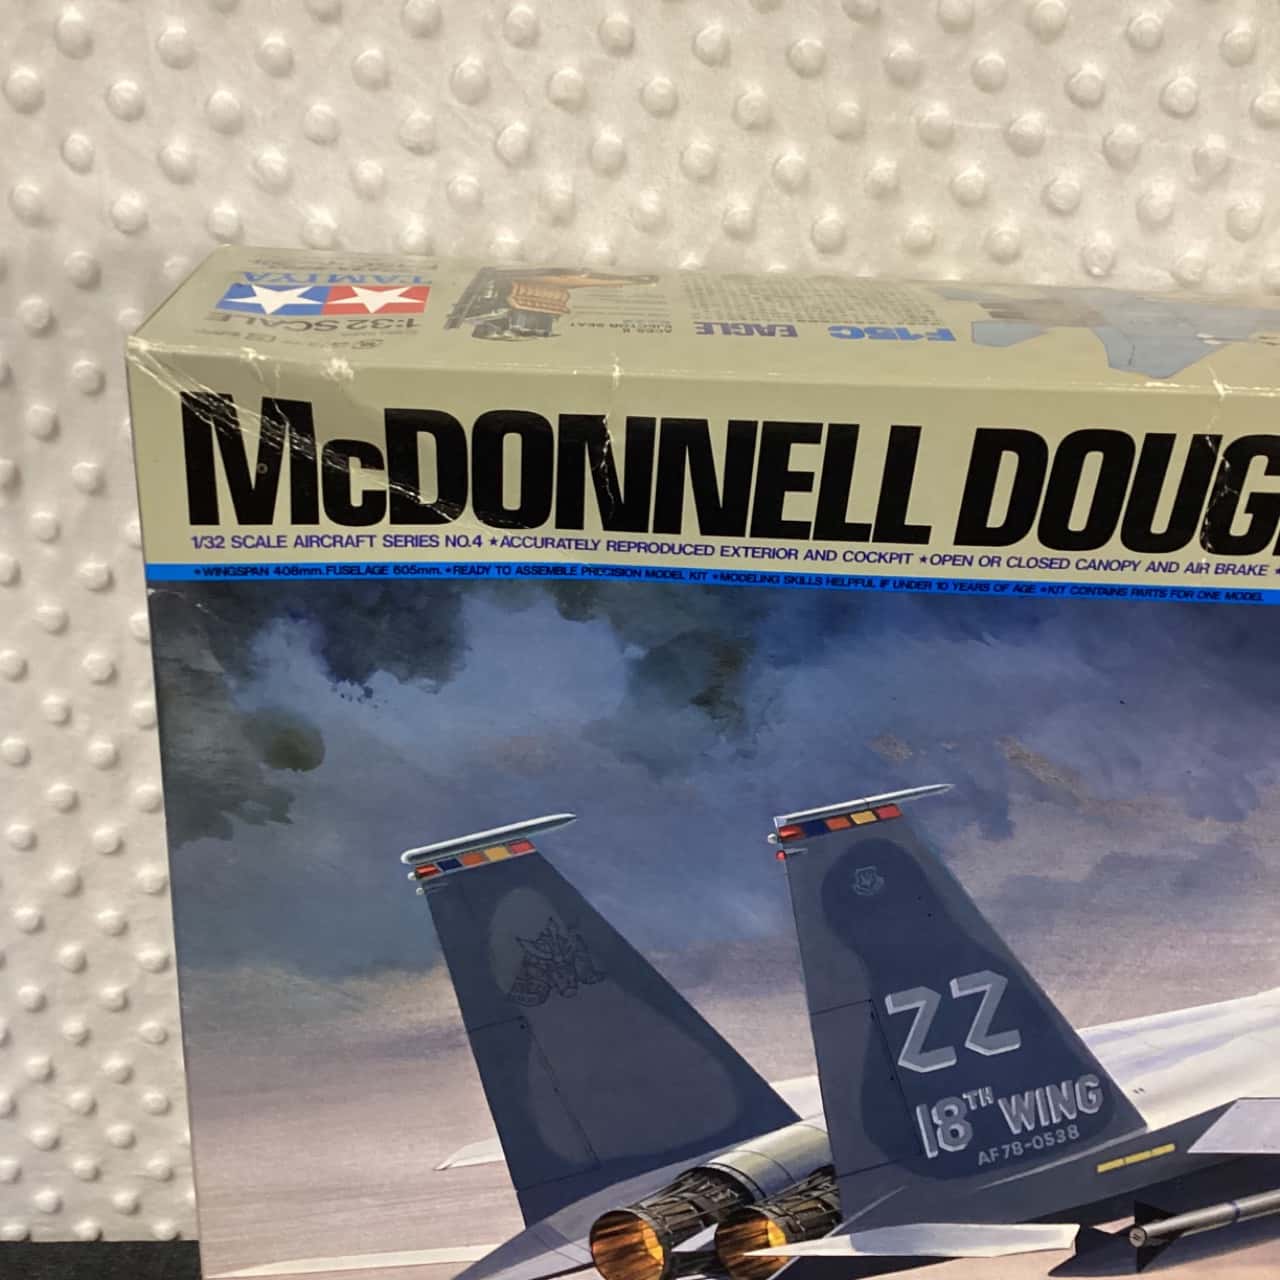 TAMIYA
1:32 SCALE
ACES II
EJECTOR SEAT
F-15C EAGLE
McDONNELL DOUG
1/32 SCALE AIRCRAFT SERIES NO.4 ★ACCURATELY REPRODUCED EXTERIOR AND COCKPIT ★OPEN OR CLOSED CANOPY AND AIR BRAKE ★
★WINGSPAN 408mm. FUSELAGE 605mm. ★READY TO ASSEMBLE PRECISION MODEL KIT ★MODELING SKILLS HELPFUL IF UNDER 10 YEARS OF AGE ★KIT CONTAINS PARTS FOR ONE MODEL
ZZ
18TH WING
AF78-0538